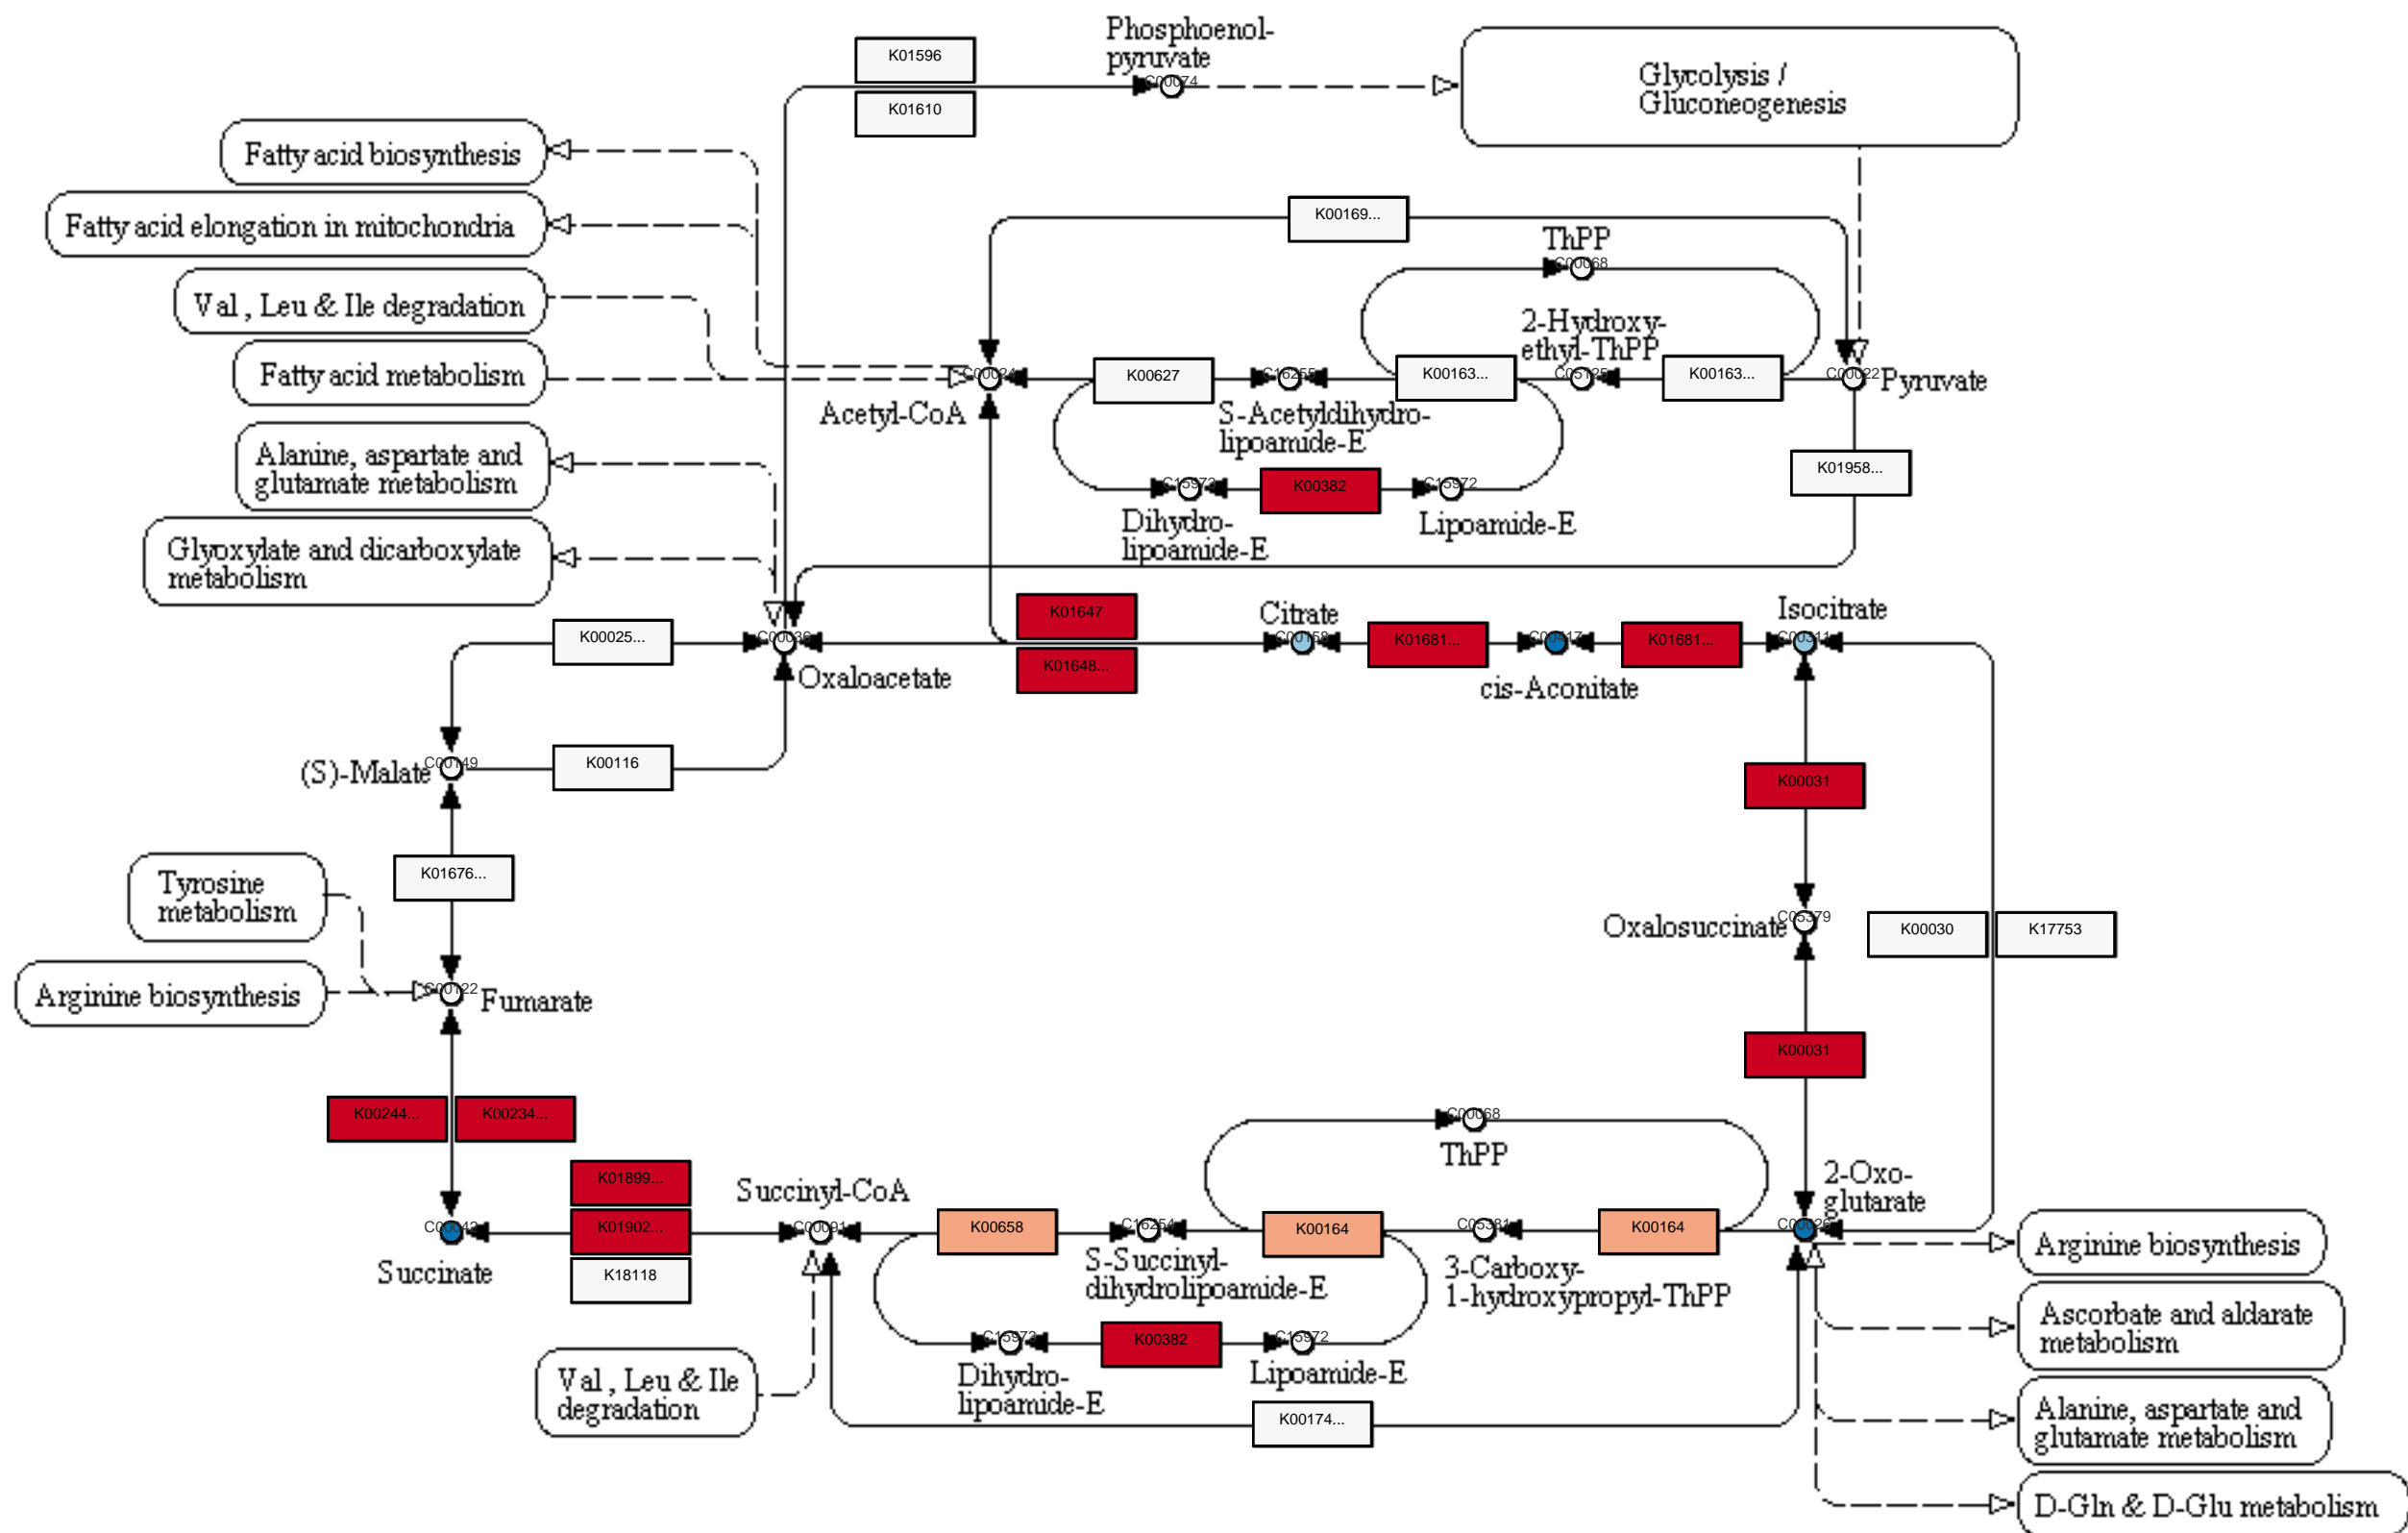 Phosphoenol-
pyruvate
K01596
C00074
K01610
Glycolysis /
Gluconeogenesis
Fatty acid biosynthesis
Fatty acid elongation in mitochondria
K00169...
ThPP
C00068
Val , Leu & Ile degradation
2-Hydroxy-
ethyl-ThPP
Fatty acid metabolism
C00024
K00627
C16255
K00163...
C05125
K00163...
C00022
Pyruvate
Acetyl-CoA
S-Acetyldihydro-
lipoamide-E
Alanine, aspartate and
glutamate metabolism
K01958...
C15973
K00382
C15972
Dihydro-
lipoamide-E
Lipoamide-E
Glyoxylate and dicarboxylate
metabolism
K01647
Citrate
Isocitrate
K00025...
C00036
C00158
K01681...
C00417
K01681...
C00311
K01648...
Oxaloacetate
cis-Aconitate
(S)-Malate
C00149
K00116
K00031
K01676...
Tyrosine
metabolism
Oxalosuccinate
C05379
K00030
K17753
Arginine biosynthesis
C00122
Fumarate
K00031
K00244...
K00234...
C00068
ThPP
K01899...
Succinyl-CoA
2-Oxo-
glutarate
C00042
K01902...
C00091
K00658
C16254
K00164
C05381
K00164
C00026
Succinate
K18118
S-Succinyl-
dihydrolipoamide-E
3-Carboxy-
1-hydroxypropyl-ThPP
Arginine biosynthesis
Ascorbate and aldarate
metabolism
C15973
K00382
C15972
Val , Leu & Ile
degradation
Dihydro-
lipoamide-E
Lipoamide-E
K00174...
Alanine, aspartate and
glutamate metabolism
D-Gln & D-Glu metabolism